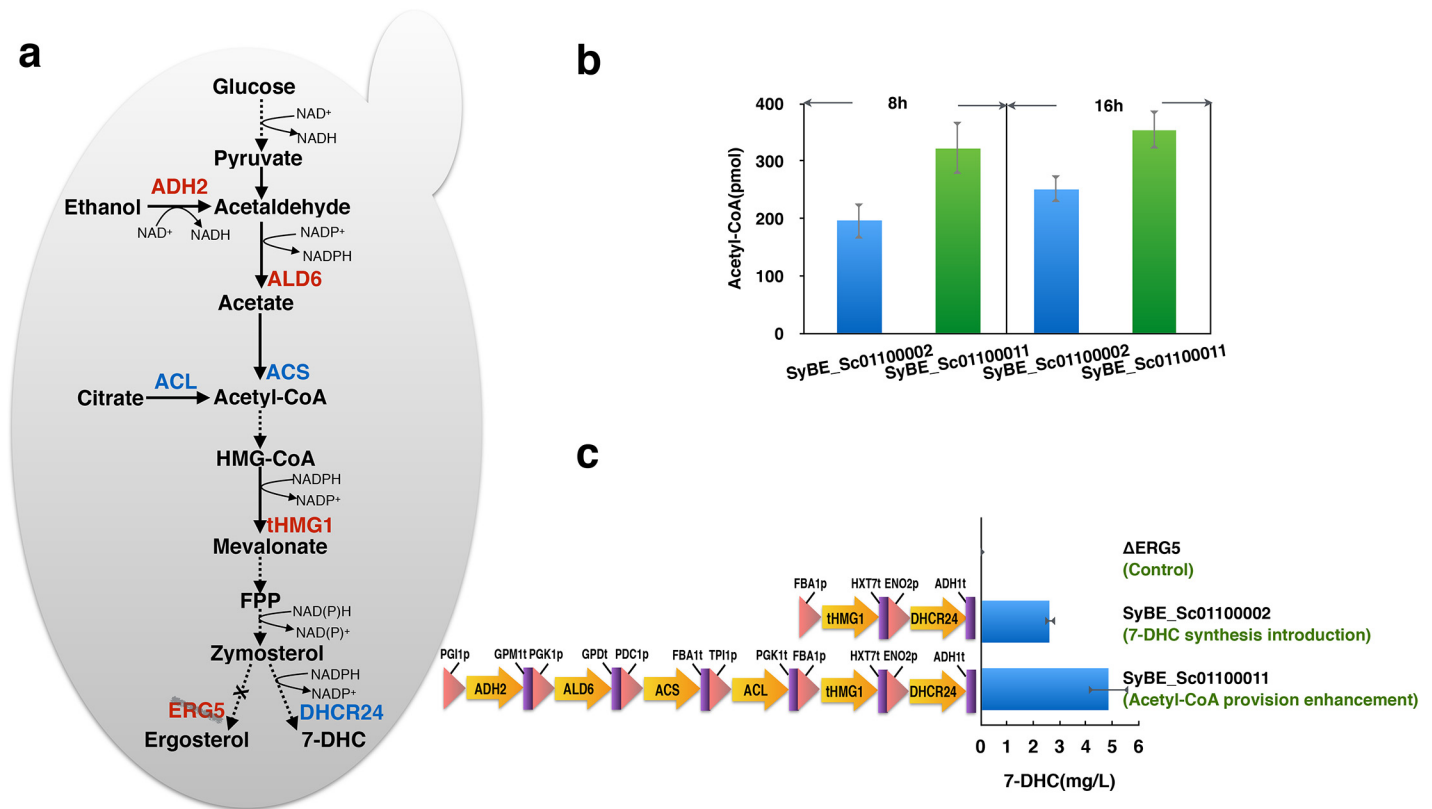 a
Glucose
NAD+
NADH
Pyruvate
ADH2
Ethanol
Acetaldehyde
NAD+
NADH
NADP+
NADPH
ALD6
Acetate
ACL
ACS
Citrate
Acetyl-CoA
HMG-CoA
NADPH
NADP+
tHMG1
Mevalonate
FPP
NAD(P)H
NAD(P)+
Zymosterol
NADPH
NADP+
ERG5
DHCR24
Ergosterol
7-DHC
b
400
300
200
100
0
Acetyl-CoA(pmol)
8h
16h
SyBE_Sc01100002
SyBE_Sc01100011
SyBE_Sc01100002
SyBE_Sc01100011
c
ΔERG5
(Control)
FBA1p HXT7t ENO2p ADH1t
tHMG1 DHCR24
SyBE_Sc01100002
(7-DHC synthesis introduction)
PGI1p GPM1t PGK1p GPDt PDC1p FBA1t TPI1p PGK1t FBA1p HXT7t ENO2p ADH1t
ADH2 ALD6 ACS ACL tHMG1 DHCR24
SyBE_Sc01100011
(Acetyl-CoA provision enhancement)
0 1 2 3 4 5 6
7-DHC(mg/L)